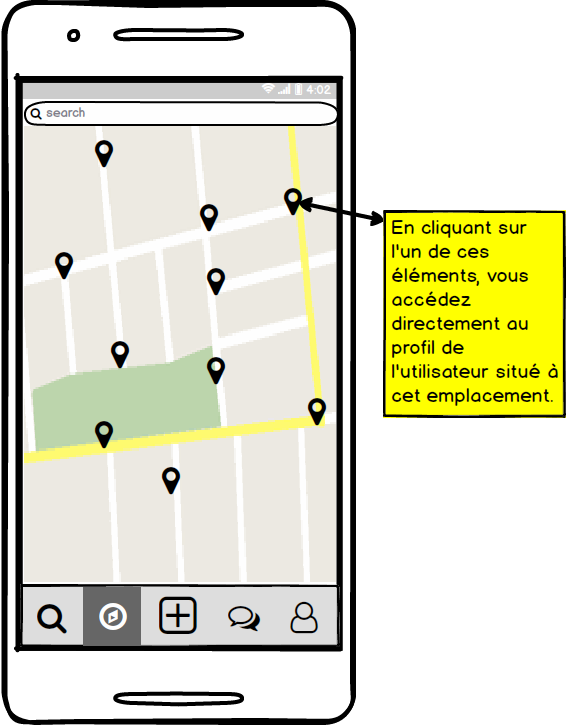 4:02
search
En cliquant sur
l'un de ces
éléments, vous
accédez
directement au
profil de
l'utilisateur situé à
cet emplacement.